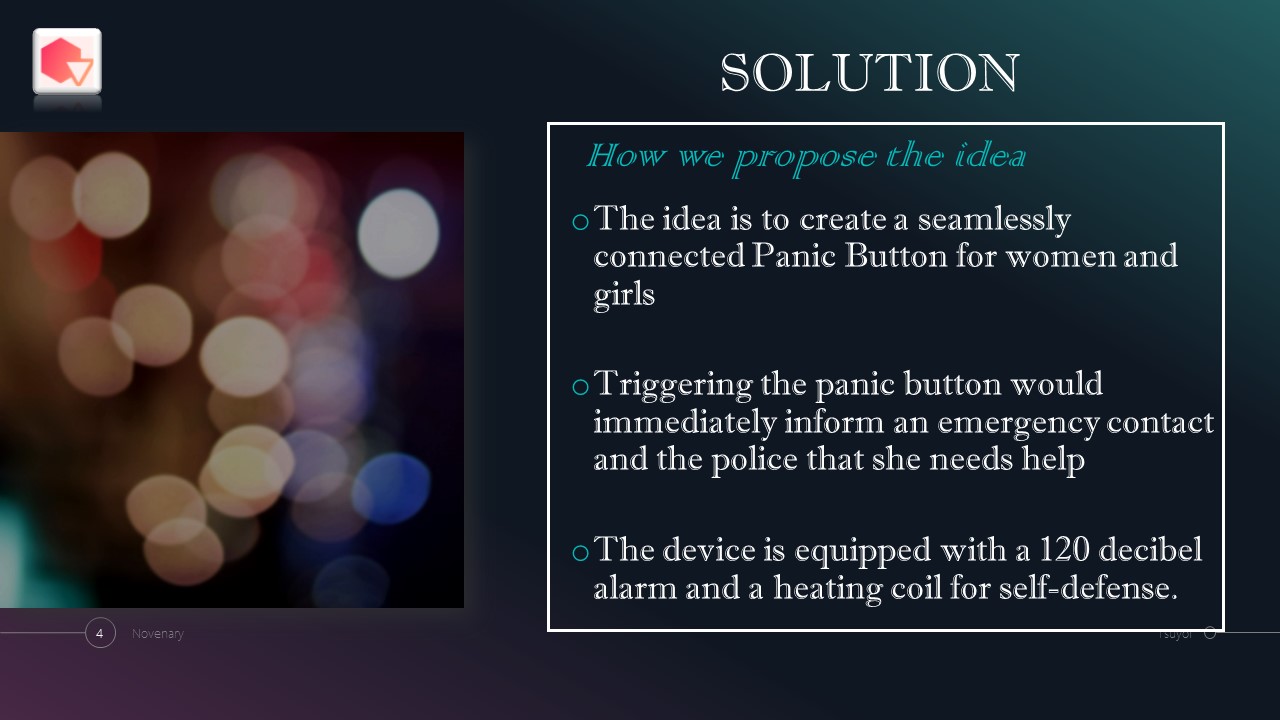 SOLUTION
How we propose the idea
The idea is to create a seamlessly
connected Panic Button for women and
girls
Triggering the panic button would
immediately inform an emergency contact
and the police that she needs help
The device is equipped with a 120 decibel
alarm and a heating coil for self-defense.
4
Novenary
Tsuyoi